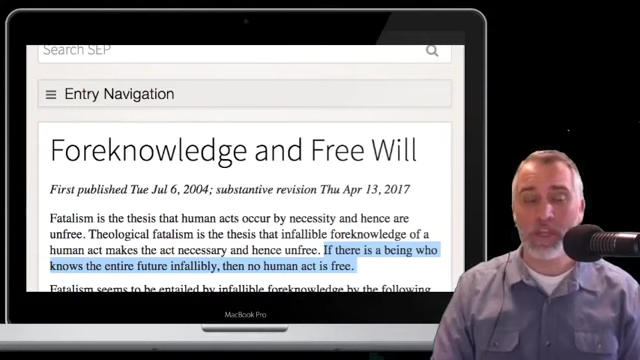 Search SEP
Entry Navigation
Foreknowledge and Free Will
First published Tue Jul 6, 2004; substantive revision Thu Apr 13, 2017
Fatalism is the thesis that human acts occur by necessity and hence are
unfree. Theological fatalism is the thesis that infallible foreknowledge of a
human act makes the act necessary and hence unfree. If there is a being who
knows the entire future infallibly, then no human act is free.
Fatalism seems to be entailed by infallible foreknowledge by the following
MacBook Pro